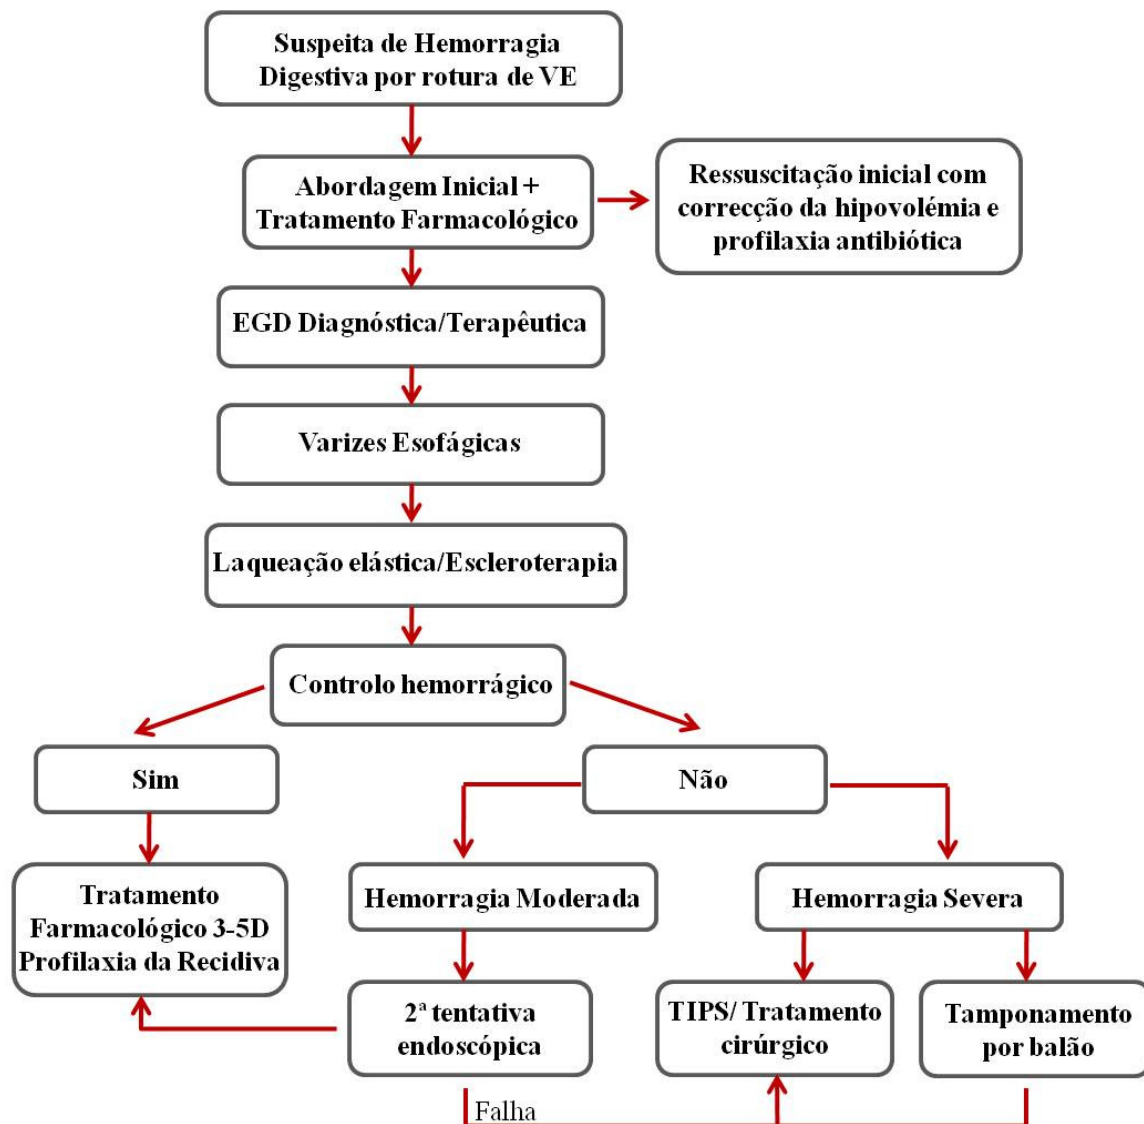 Suspeita de Hemorragia
Digestiva por rotura de VE
Abordagem Inicial +
Tratamento Farmacológico
Ressuscitação inicial com
correcção da hipovolémia e
profilaxia antibiótica
EGD Diagnóstica/Terapêutica
Varizes Esofágicas
Laqueação elástica/Escleroterapia
Controlo hemorrágico
Sim
Não
Tratamento
Farmacológico 3-5D
Profilaxia da Recidiva
Hemorragia Moderada
Hemorragia Severa
2ª tentativa
endoscópica
TIPS/ Tratamento
cirúrgico
Tamponamento
por balão
Falha